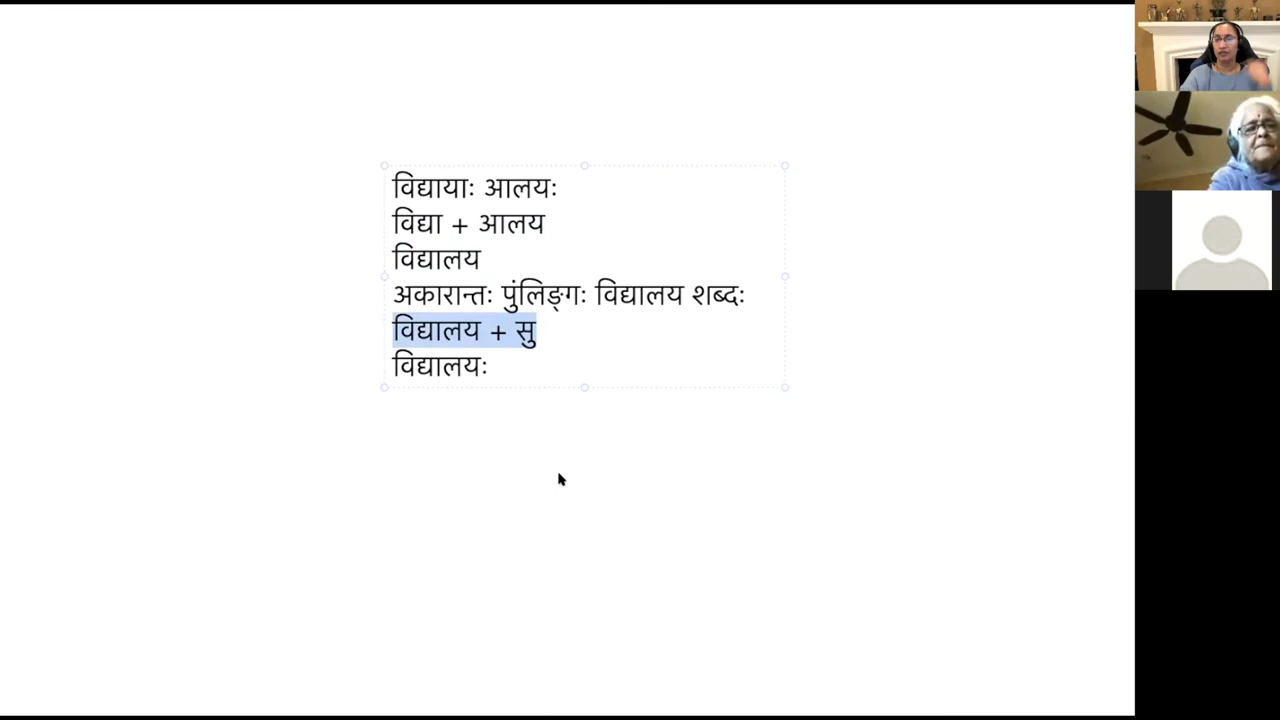 विद्यायाः आलयः
विद्या + आलय
विद्यालय
अकारान्तः पुंलिङ्गः विद्यालय शब्दः
विद्यालय + सु
विद्यालयः